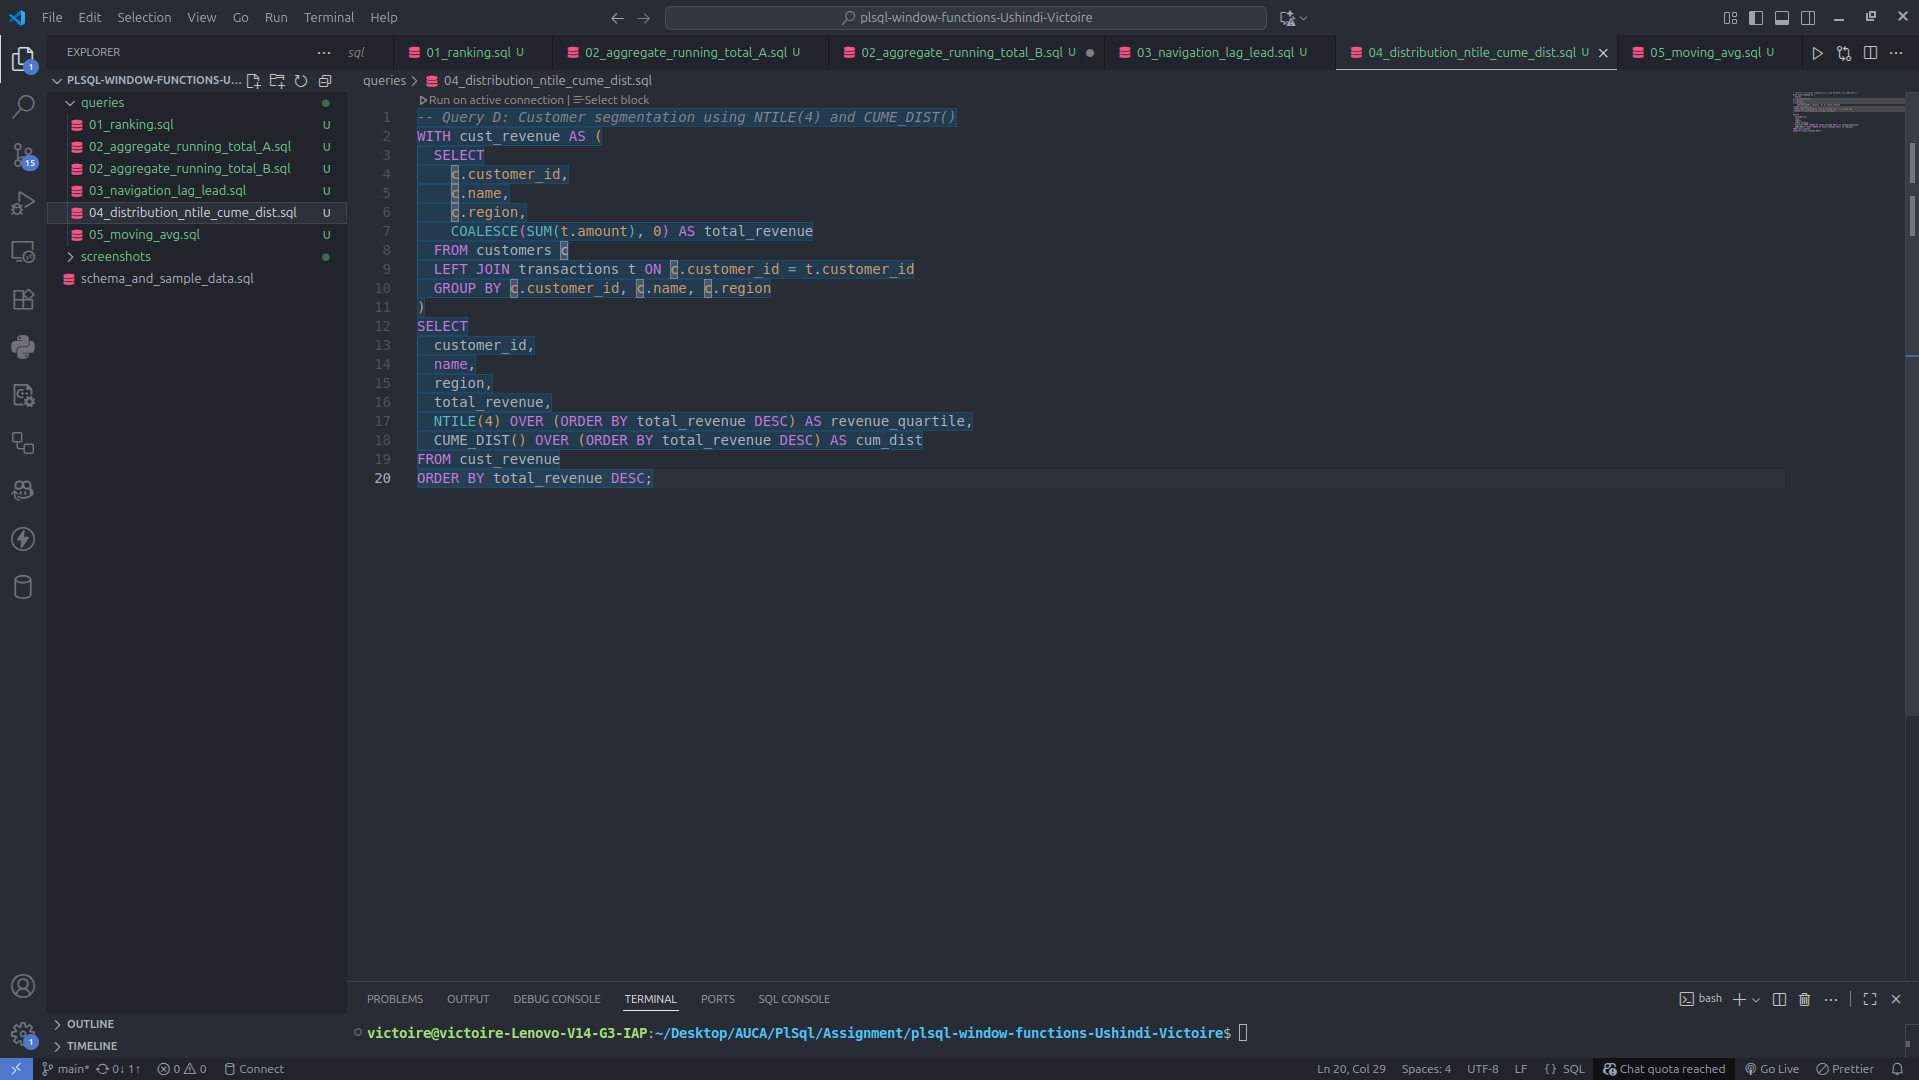 File Edit Selection View Go Run Terminal Help
plsql-window-functions-Ushindi-Victoire
EXPLORER
sql
01_ranking.sql U
02_aggregate_running_total_A.sql U
02_aggregate_running_total_B.sql U
03_navigation_lag_lead.sql U
04_distribution_ntile_cume_dist.sql U
05_moving_avg.sql U
PLSQL-WINDOW-FUNCTIONS-U...
queries
01_ranking.sql U
02_aggregate_running_total_A.sql U
02_aggregate_running_total_B.sql U
03_navigation_lag_lead.sql U
04_distribution_ntile_cume_dist.sql U
05_moving_avg.sql U
screenshots
schema_and_sample_data.sql
queries > 04_distribution_ntile_cume_dist.sql
Run on active connection | Select block
1 -- Query D: Customer segmentation using NTILE(4) and CUME_DIST()
2 WITH cust_revenue AS (
3 SELECT
4 c.customer_id,
5 c.name,
6 c.region,
7 COALESCE(SUM(t.amount), 0) AS total_revenue
8 FROM customers c
9 LEFT JOIN transactions t ON c.customer_id = t.customer_id
10 GROUP BY c.customer_id, c.name, c.region
11 )
12 SELECT
13 customer_id,
14 name,
15 region,
16 total_revenue,
17 NTILE(4) OVER (ORDER BY total_revenue DESC) AS revenue_quartile,
18 CUME_DIST() OVER (ORDER BY total_revenue DESC) AS cum_dist
19 FROM cust_revenue
20 ORDER BY total_revenue DESC;
1
15
1
OUTLINE
TIMELINE
PROBLEMS OUTPUT DEBUG CONSOLE TERMINAL PORTS SQL CONSOLE
bash
victoire@victoire-Lenovo-V14-G3-IAP:~/Desktop/AUCA/PlSql/Assignment/plsql-window-functions-Ushindi-Victoire$
main* 0↓ 1↑ 0 0 Connect
Ln 20, Col 29 Spaces: 4 UTF-8 LF {} SQL Chat quota reached Go Live Prettier